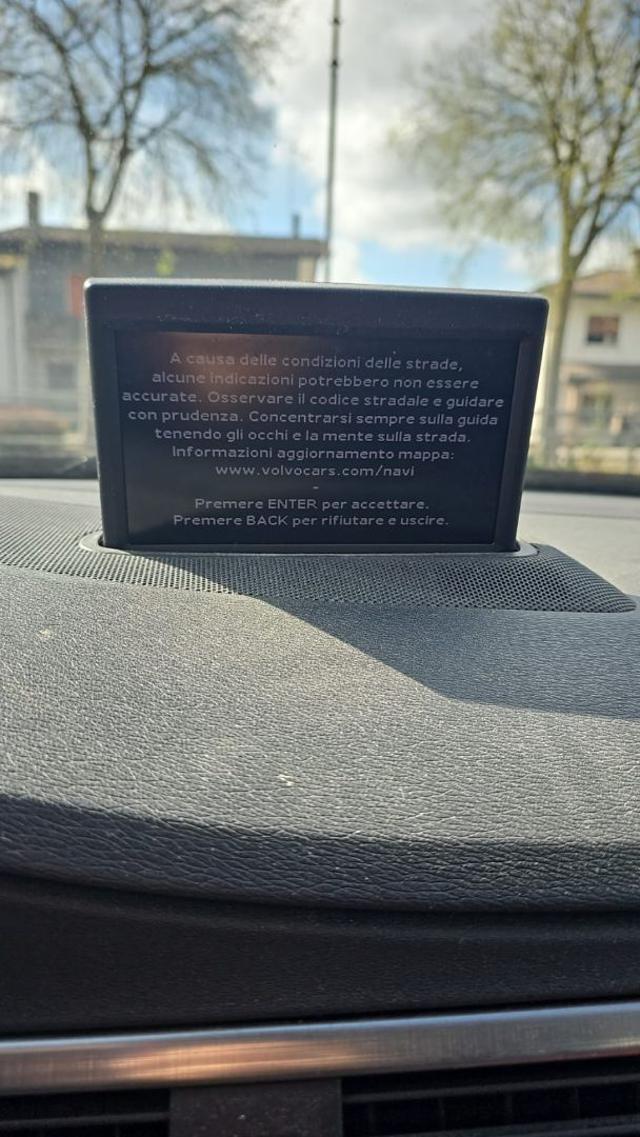 A causa delle condizioni delle strade,
alcune indicazioni potrebbero non essere
accurate. Osservare il codice stradale e guidare
con prudenza. Concentrarsi sempre sulla guida
tenendo gli occhi e la mente sulla strada.
Informazioni aggiornamento mappa:
www.volvocars.com/navi
-
Premere ENTER per accettare.
Premere BACK per rifiutare e uscire.